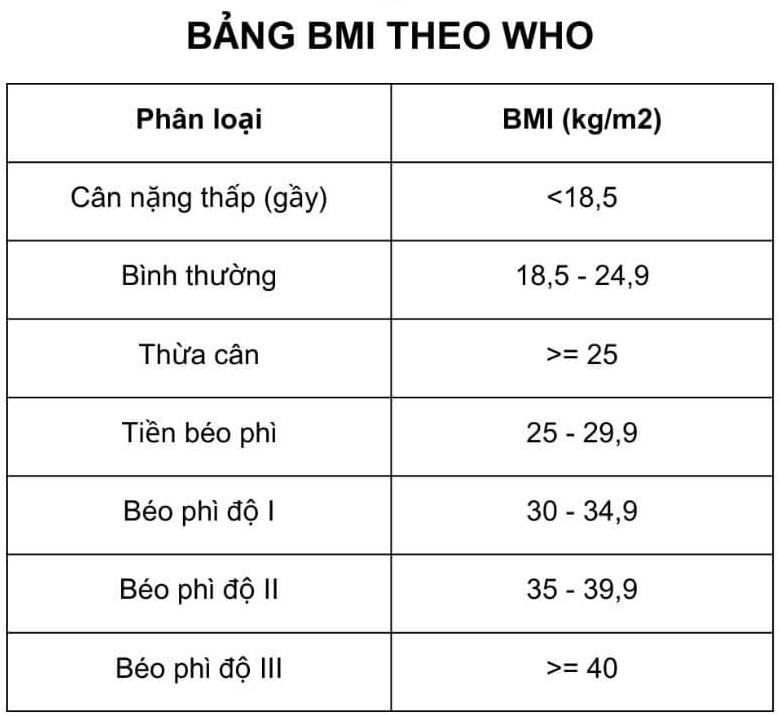 BẢNG BMI THEO WHO
Phân loại BMI (kg/m2)
Cân nặng thấp (gầy) <18,5
Bình thường 18,5 - 24,9
Thừa cân >= 25
Tiền béo phì 25 - 29,9
Béo phì độ I 30 - 34,9
Béo phì độ II 35 - 39,9
Béo phì độ III >= 40